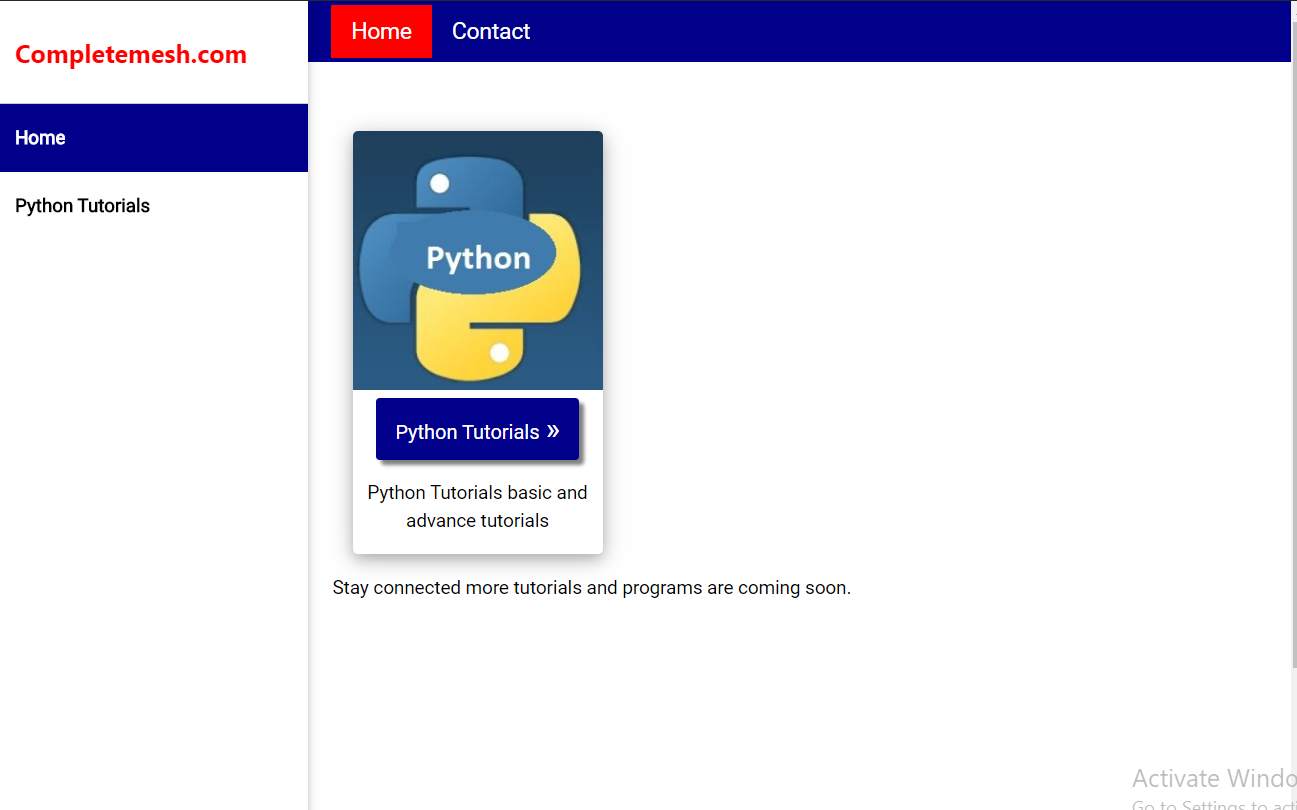 Completemesh.com
Home
Python Tutorials
Home Contact
Python
Python Tutorials »
Python Tutorials basic and
advance tutorials
Stay connected more tutorials and programs are coming soon.
Activate Windo
Go to Settings to acti